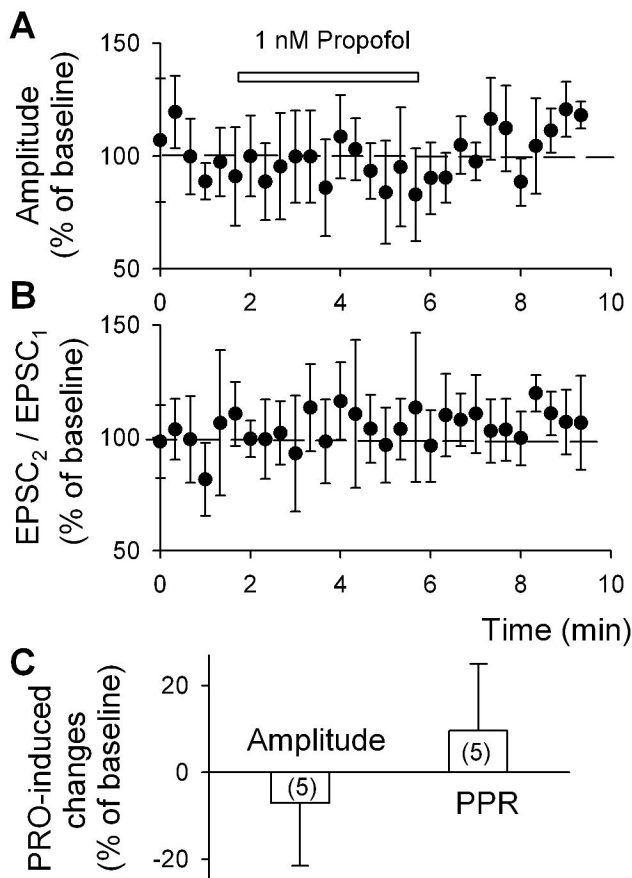 A
1 nM Propofol
Amplitude
(% of baseline)
150
100
50
0 2 4 6 8 10
B
EPSC₂ / EPSC₁
(% of baseline)
150
100
50
0 2 4 6 8 10
Time (min)
C
PRO-induced
changes
(% of baseline)
20
0
-20
Amplitude
(5)
(5)
PPR